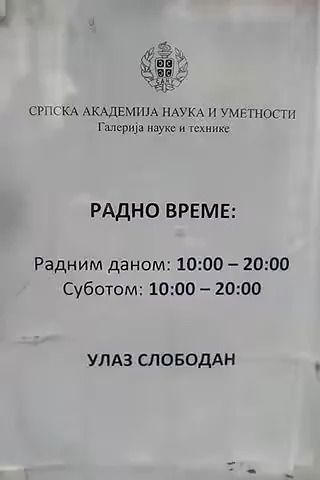 СРПСКА АКАДЕМИЈА НАУКА И УМЕТНОСТИ
Галерија науке и технике
РАДНО ВРЕМЕ:
Радним даном: 10:00 – 20:00
Суботом: 10:00 – 20:00
УЛАЗ СЛОБОДАН